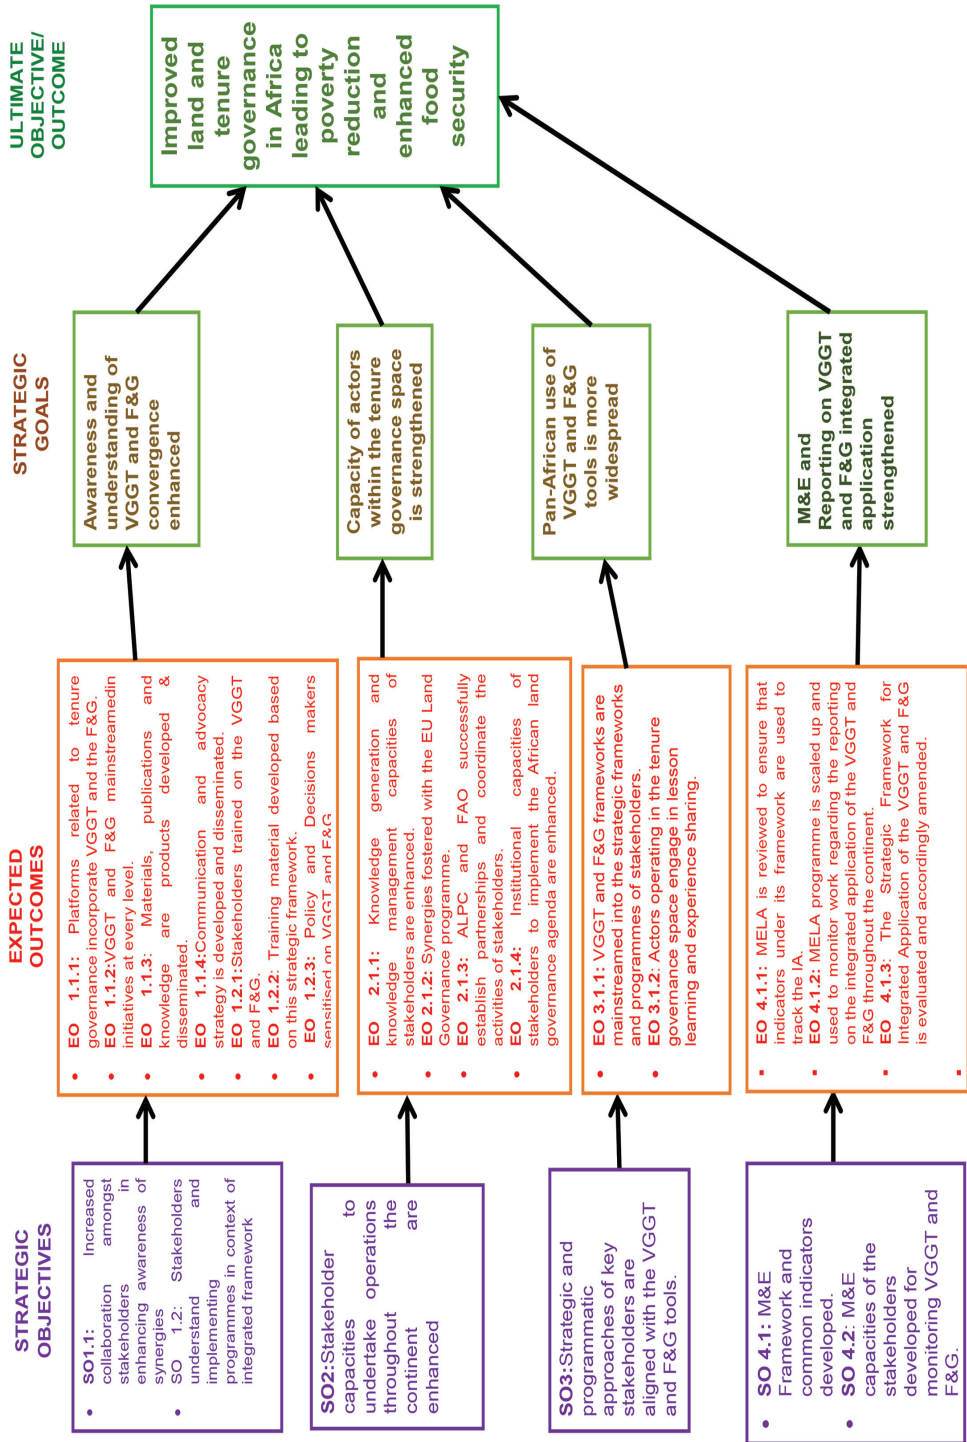 STRATEGIC
OBJECTIVES
• SO1.1: Increased
collaboration amongst
stakeholders in
enhancing awareness of
synergies
• SO 1.2: Stakeholders
understand and
implementing
programmes in context of
integrated framework
SO2:Stakeholder
capacities to
undertake operations
throughout the
continent are
enhanced
SO3:Strategic and
programmatic
approaches of key
stakeholders are
aligned with the VGGT
and F&G tools.
• SO 4.1: M&E
Framework and
common indicators
developed.
• SO 4.2: M&E
capacities of the
stakeholders
developed for
monitoring VGGT and
F&G.
EXPECTED
OUTCOMES
• EO 1.1.1: Platforms related to tenure
governance incorporate VGGT and the F&G.
• EO 1.1.2:VGGT and F&G mainstreamedin
initiatives at every level.
• EO 1.1.3: Materials, publications and
knowledge are products developed &
disseminated.
• EO 1.1.4:Communication and advocacy
strategy is developed and disseminated.
• EO 1.2.1:Stakeholders trained on the VGGT
and F&G.
• EO 1.2.2: Training material developed based
on this strategic framework.
• EO 1.2.3: Policy and Decisions makers
sensitised on VGGT and F&G
• EO 2.1.1: Knowledge generation and
knowledge management capacities of
stakeholders are enhanced.
• EO 2.1.2: Synergies fostered with the EU Land
Governance programme.
• EO 2.1.3: ALPC and FAO successfully
establish partnerships and coordinate the
activities of stakeholders.
• EO 2.1.4: Institutional capacities of
stakeholders to implement the African land
governance agenda are enhanced.
• EO 3.1.1: VGGT and F&G frameworks are
mainstreamed into the strategic frameworks
and programmes of stakeholders.
• EO 3.1.2: Actors operating in the tenure
governance space engage in lesson
learning and experience sharing.
▪ EO 4.1.1: MELA is reviewed to ensure that
indicators under its framework are used to
track the IA.
▪ EO 4.1.2: MELA programme is scaled up and
used to monitor work regarding the reporting
on the integrated application of the VGGT and
F&G throughout the continent.
▪ EO 4.1.3: The Strategic Framework for
Integrated Application of the VGGT and F&G
is evaluated and accordingly amended.
▪
STRATEGIC
GOALS
Awareness and
understanding of
VGGT and F&G
convergence
enhanced
Capacity of actors
within the tenure
governance space
is strengthened
Pan-African use of
VGGT and F&G
tools is more
widespread
M&E and
Reporting on VGGT
and F&G integrated
application
strengthened
ULTIMATE
OBJECTIVE/
OUTCOME
Improved
land and
tenure
governance
in Africa
leading to
poverty
reduction
and
enhanced
food
security